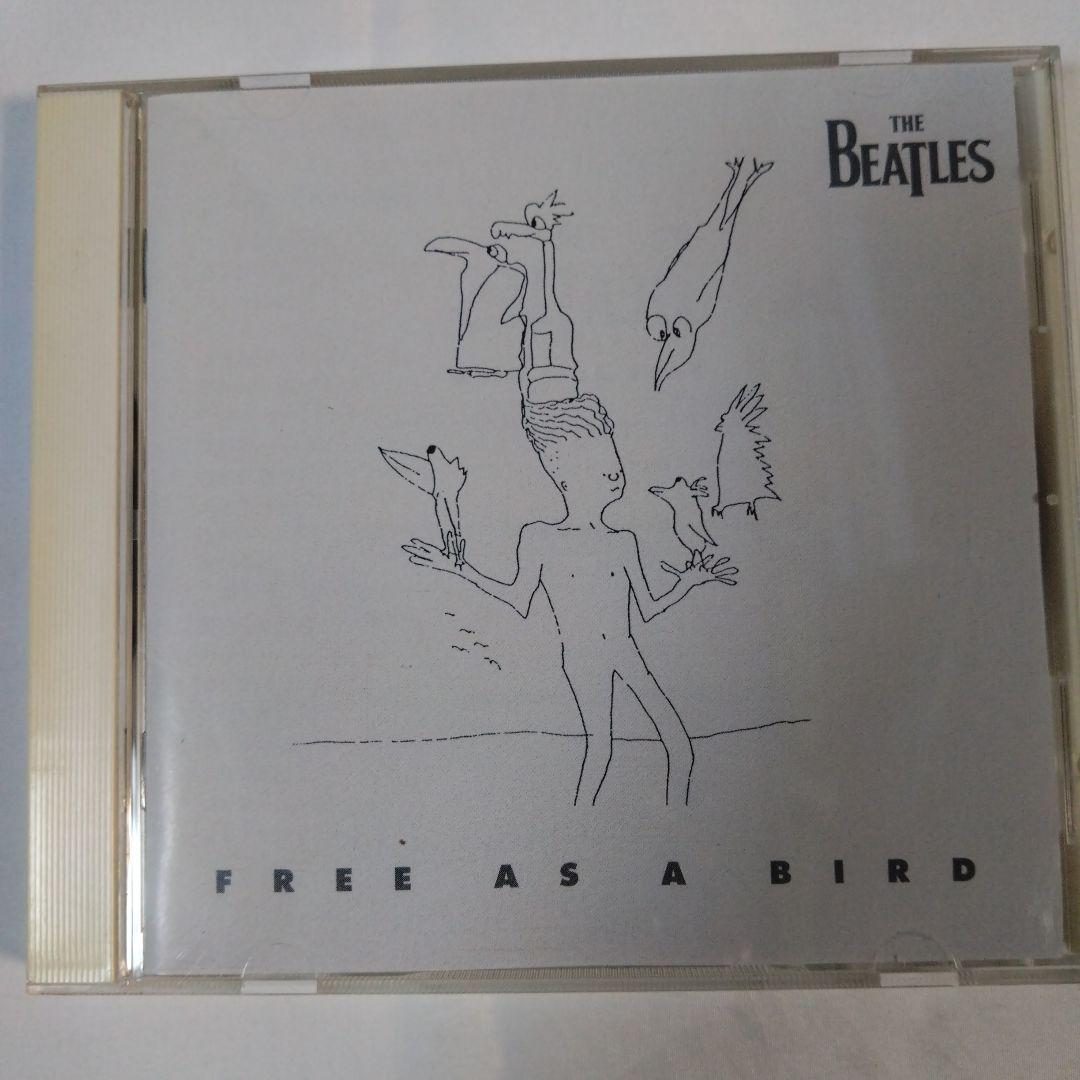 THE
BEATLES
FREE AS A BIRD